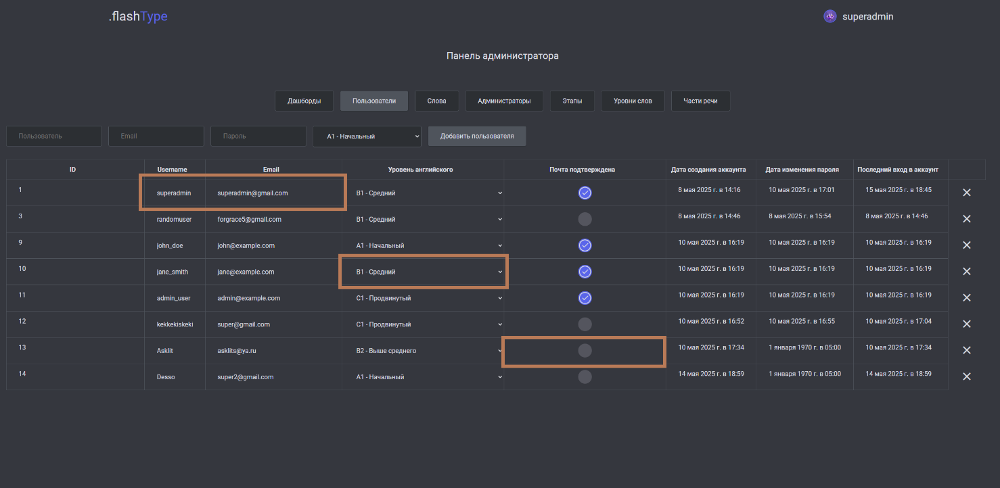 .flashType superadmin
Панель администратора
Дашборды Пользователи Слова Администраторы Этапы Уровни слов Части речи
Пользователь Email Пароль A1 - Начальный Добавить пользователя
ID Username Email Уровень английского Почта подтверждена Дата создания аккаунта Дата изменения пароля Последний вход в аккаунт
1 superadmin superadmin@gmail.com B1 - Средний 8 мая 2025 г. в 14:16 10 мая 2025 г. в 17:01 15 мая 2025 г. в 18:45
3 randomuser forgrace5@gmail.com B1 - Средний 8 мая 2025 г. в 14:46 8 мая 2025 г. в 15:54 8 мая 2025 г. в 14:46
9 john_doe john@example.com A1 - Начальный 10 мая 2025 г. в 16:19 10 мая 2025 г. в 16:19 10 мая 2025 г. в 16:19
10 jane_smith jane@example.com B1 - Средний 10 мая 2025 г. в 16:19 10 мая 2025 г. в 16:19 10 мая 2025 г. в 16:19
11 admin_user admin@example.com C1 - Продвинутый 10 мая 2025 г. в 16:19 10 мая 2025 г. в 16:19 10 мая 2025 г. в 16:19
12 kekkekiskeki super@gmail.com C1 - Продвинутый 10 мая 2025 г. в 16:52 10 мая 2025 г. в 16:55 10 мая 2025 г. в 17:04
13 Asklit asklits@ya.ru B2 - Выше среднего 10 мая 2025 г. в 17:34 1 января 1970 г. в 05:00 10 мая 2025 г. в 17:34
14 Desso super2@gmail.com A1 - Начальный 14 мая 2025 г. в 18:59 1 января 1970 г. в 05:00 14 мая 2025 г. в 18:59